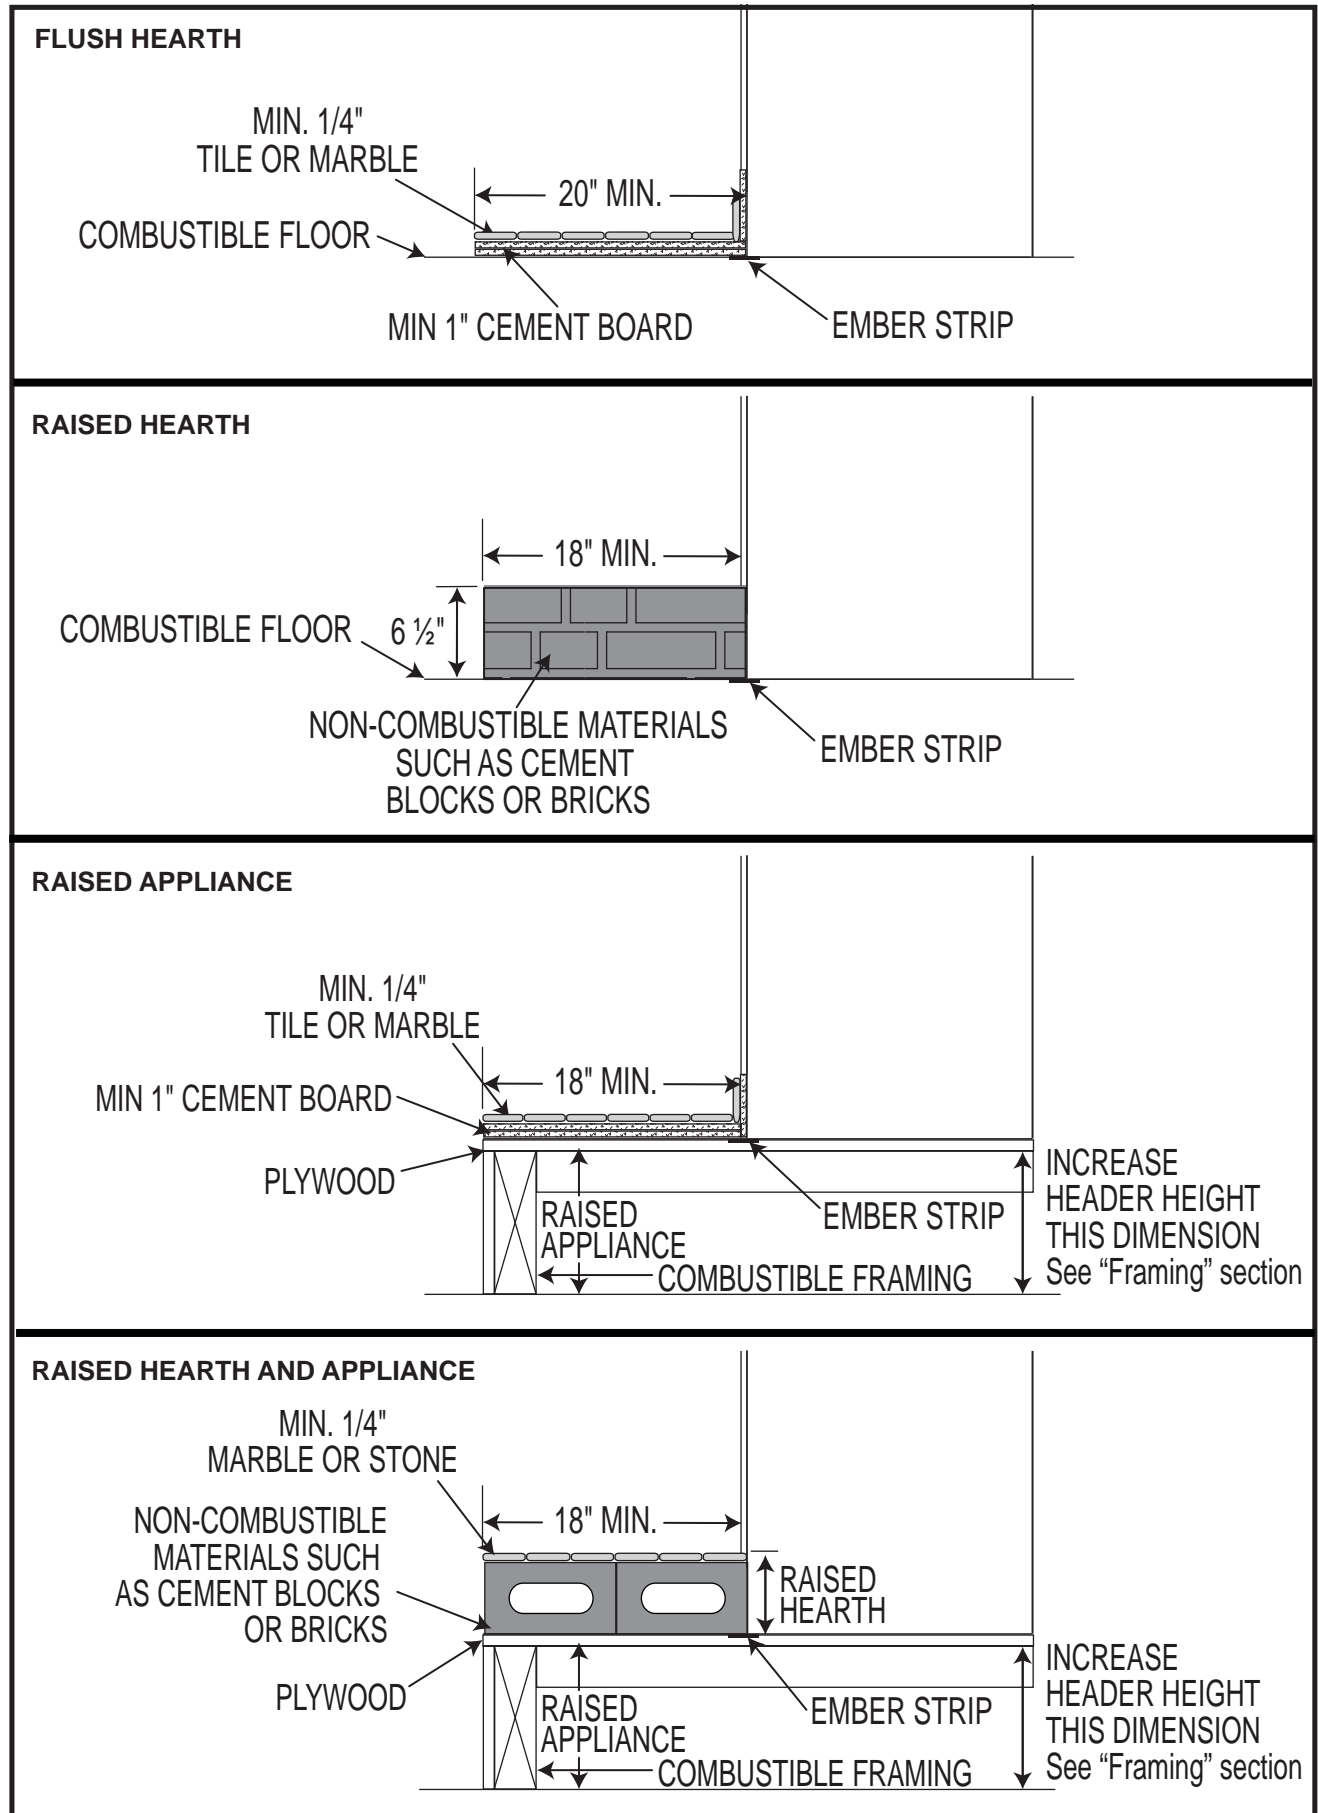 FLUSH HEARTH
MIN. 1/4"
TILE OR MARBLE
20" MIN.
COMBUSTIBLE FLOOR
MIN 1" CEMENT BOARD
EMBER STRIP
RAISED HEARTH
18" MIN.
COMBUSTIBLE FLOOR
6 ½"
NON-COMBUSTIBLE MATERIALS
SUCH AS CEMENT
BLOCKS OR BRICKS
EMBER STRIP
RAISED APPLIANCE
MIN. 1/4"
TILE OR MARBLE
18" MIN.
MIN 1" CEMENT BOARD
PLYWOOD
RAISED
APPLIANCE
EMBER STRIP
COMBUSTIBLE FRAMING
INCREASE
HEADER HEIGHT
THIS DIMENSION
See “Framing” section
RAISED HEARTH AND APPLIANCE
MIN. 1/4"
MARBLE OR STONE
18" MIN.
NON-COMBUSTIBLE
MATERIALS SUCH
AS CEMENT BLOCKS
OR BRICKS
RAISED
HEARTH
PLYWOOD
RAISED
APPLIANCE
EMBER STRIP
COMBUSTIBLE FRAMING
INCREASE
HEADER HEIGHT
THIS DIMENSION
See “Framing” section